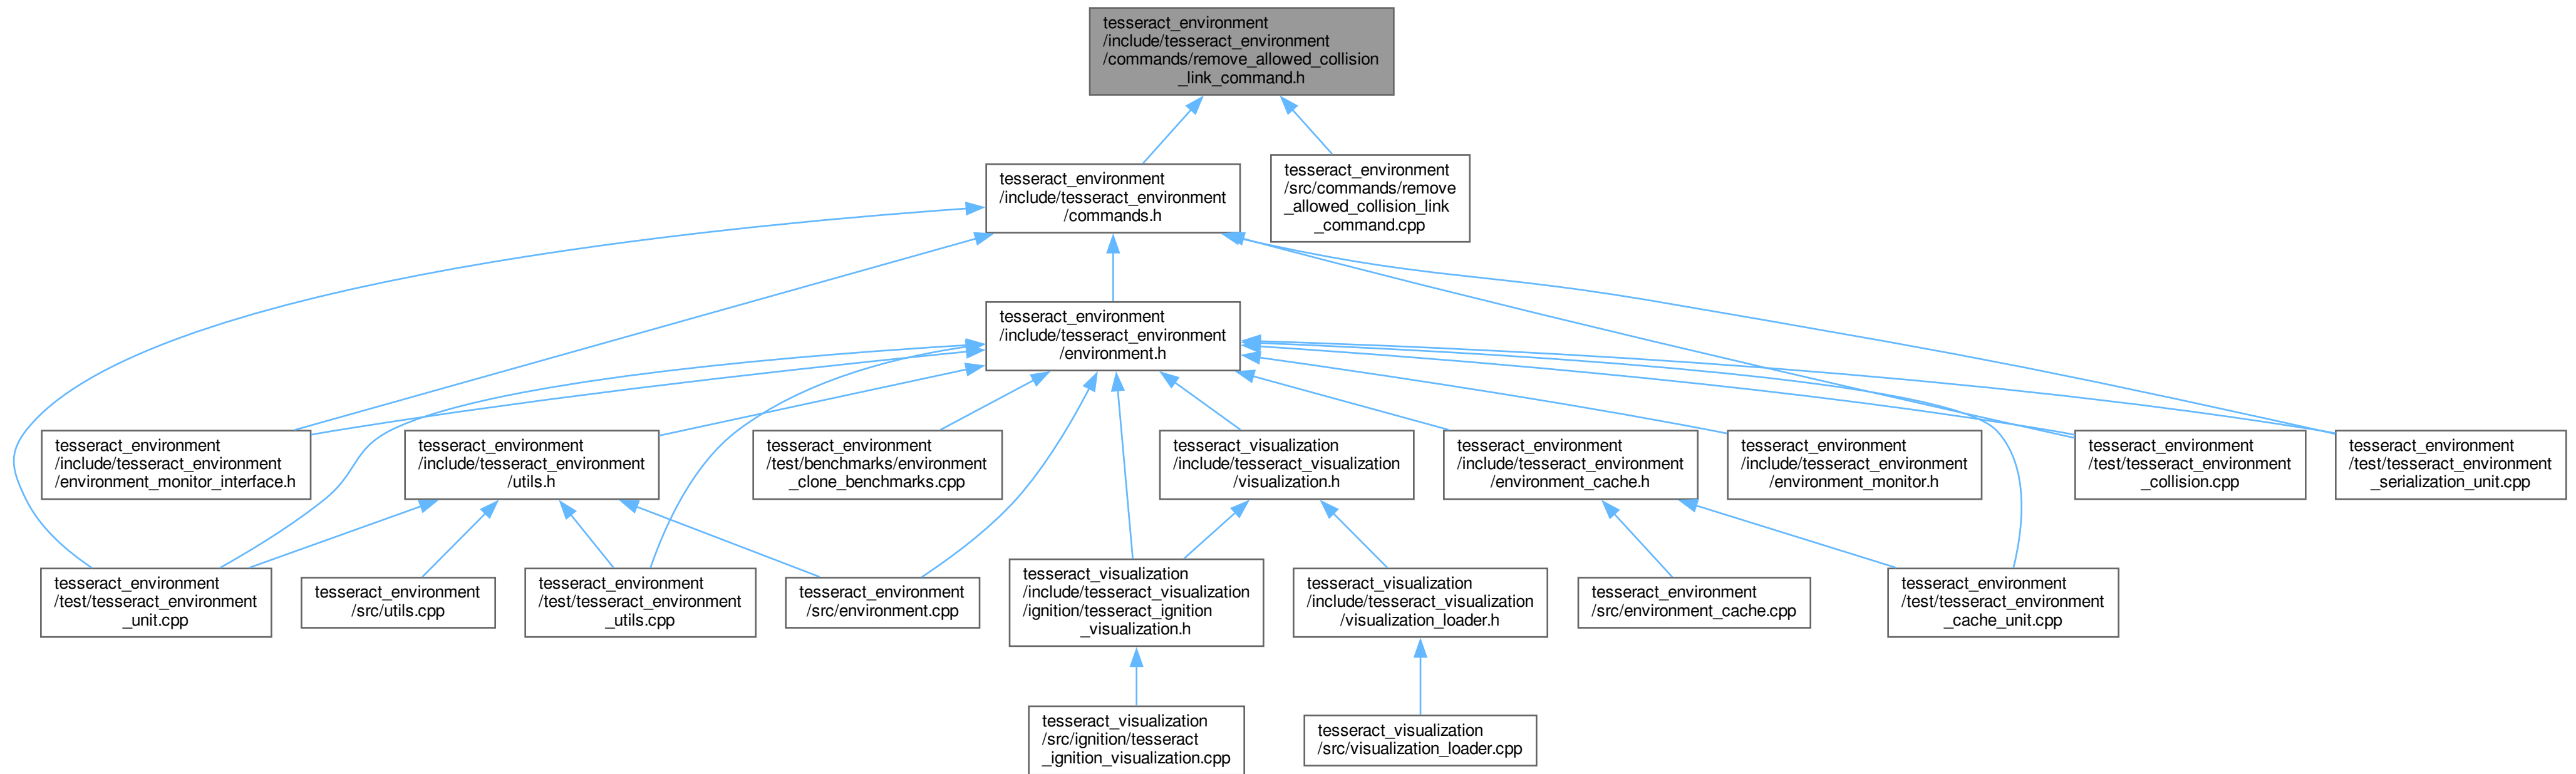 tesseract_environment
/include/tesseract_environment
/commands/remove_allowed_collision
_link_command.h
tesseract_environment
/include/tesseract_environment
/commands.h
tesseract_environment
/src/commands/remove
_allowed_collision_link
_command.cpp
tesseract_environment
/include/tesseract_environment
/environment.h
tesseract_environment
/include/tesseract_environment
/environment_monitor_interface.h
tesseract_environment
/include/tesseract_environment
/utils.h
tesseract_environment
/test/benchmarks/environment
_clone_benchmarks.cpp
tesseract_visualization
/include/tesseract_visualization
/visualization.h
tesseract_environment
/include/tesseract_environment
/environment_cache.h
tesseract_environment
/include/tesseract_environment
/environment_monitor.h
tesseract_environment
/test/tesseract_environment
_collision.cpp
tesseract_environment
/test/tesseract_environment
_serialization_unit.cpp
tesseract_environment
/test/tesseract_environment
_unit.cpp
tesseract_environment
/src/utils.cpp
tesseract_environment
/test/tesseract_environment
_utils.cpp
tesseract_environment
/src/environment.cpp
tesseract_visualization
/include/tesseract_visualization
/ignition/tesseract_ignition
_visualization.h
tesseract_visualization
/include/tesseract_visualization
/visualization_loader.h
tesseract_environment
/src/environment_cache.cpp
tesseract_environment
/test/tesseract_environment
_cache_unit.cpp
tesseract_visualization
/src/ignition/tesseract
_ignition_visualization.cpp
tesseract_visualization
/src/visualization_loader.cpp